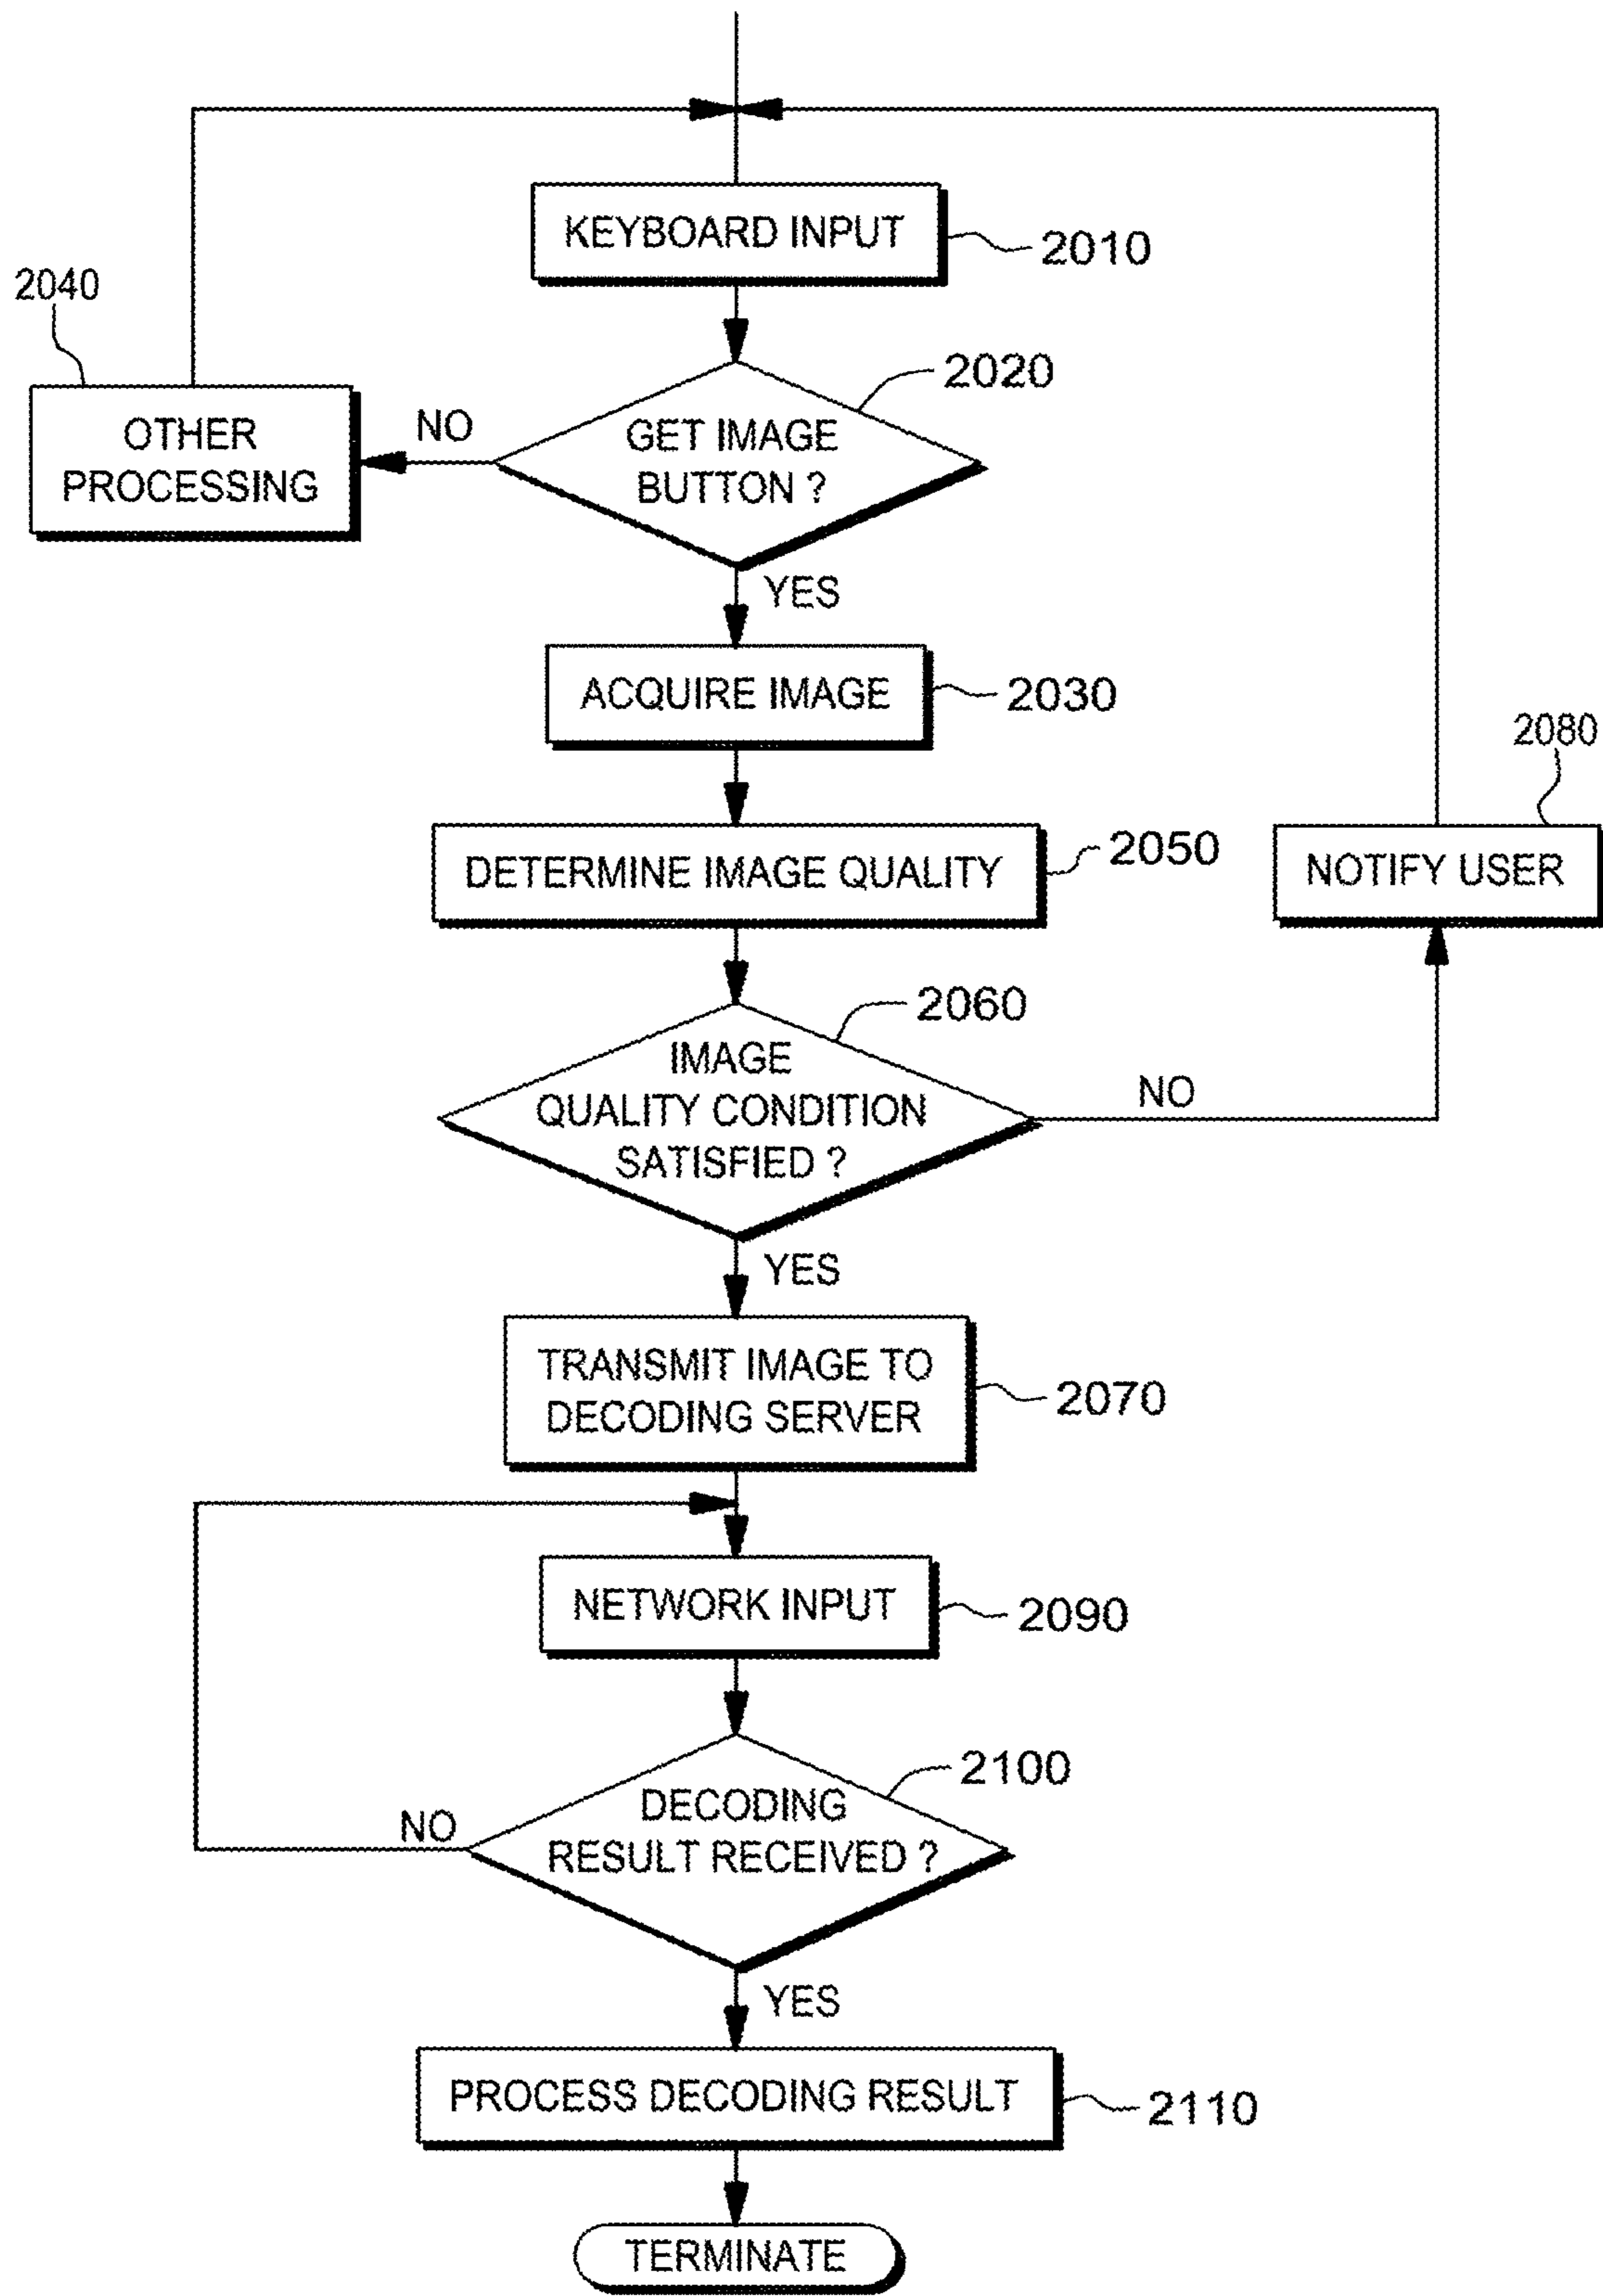 KEYBOARD INPUT
2010
2040
2020
OTHER
PROCESSING
NO
GET IMAGE
BUTTON ?
YES
ACQUIRE IMAGE
2030
2080
DETERMINE IMAGE QUALITY
2050
NOTIFY USER
2060
IMAGE
QUALITY CONDITION
SATISFIED ?
NO
YES
TRANSMIT IMAGE TO
DECODING SERVER
2070
NETWORK INPUT
2090
2100
NO
DECODING
RESULT RECEIVED ?
YES
PROCESS DECODING RESULT
2110
TERMINATE